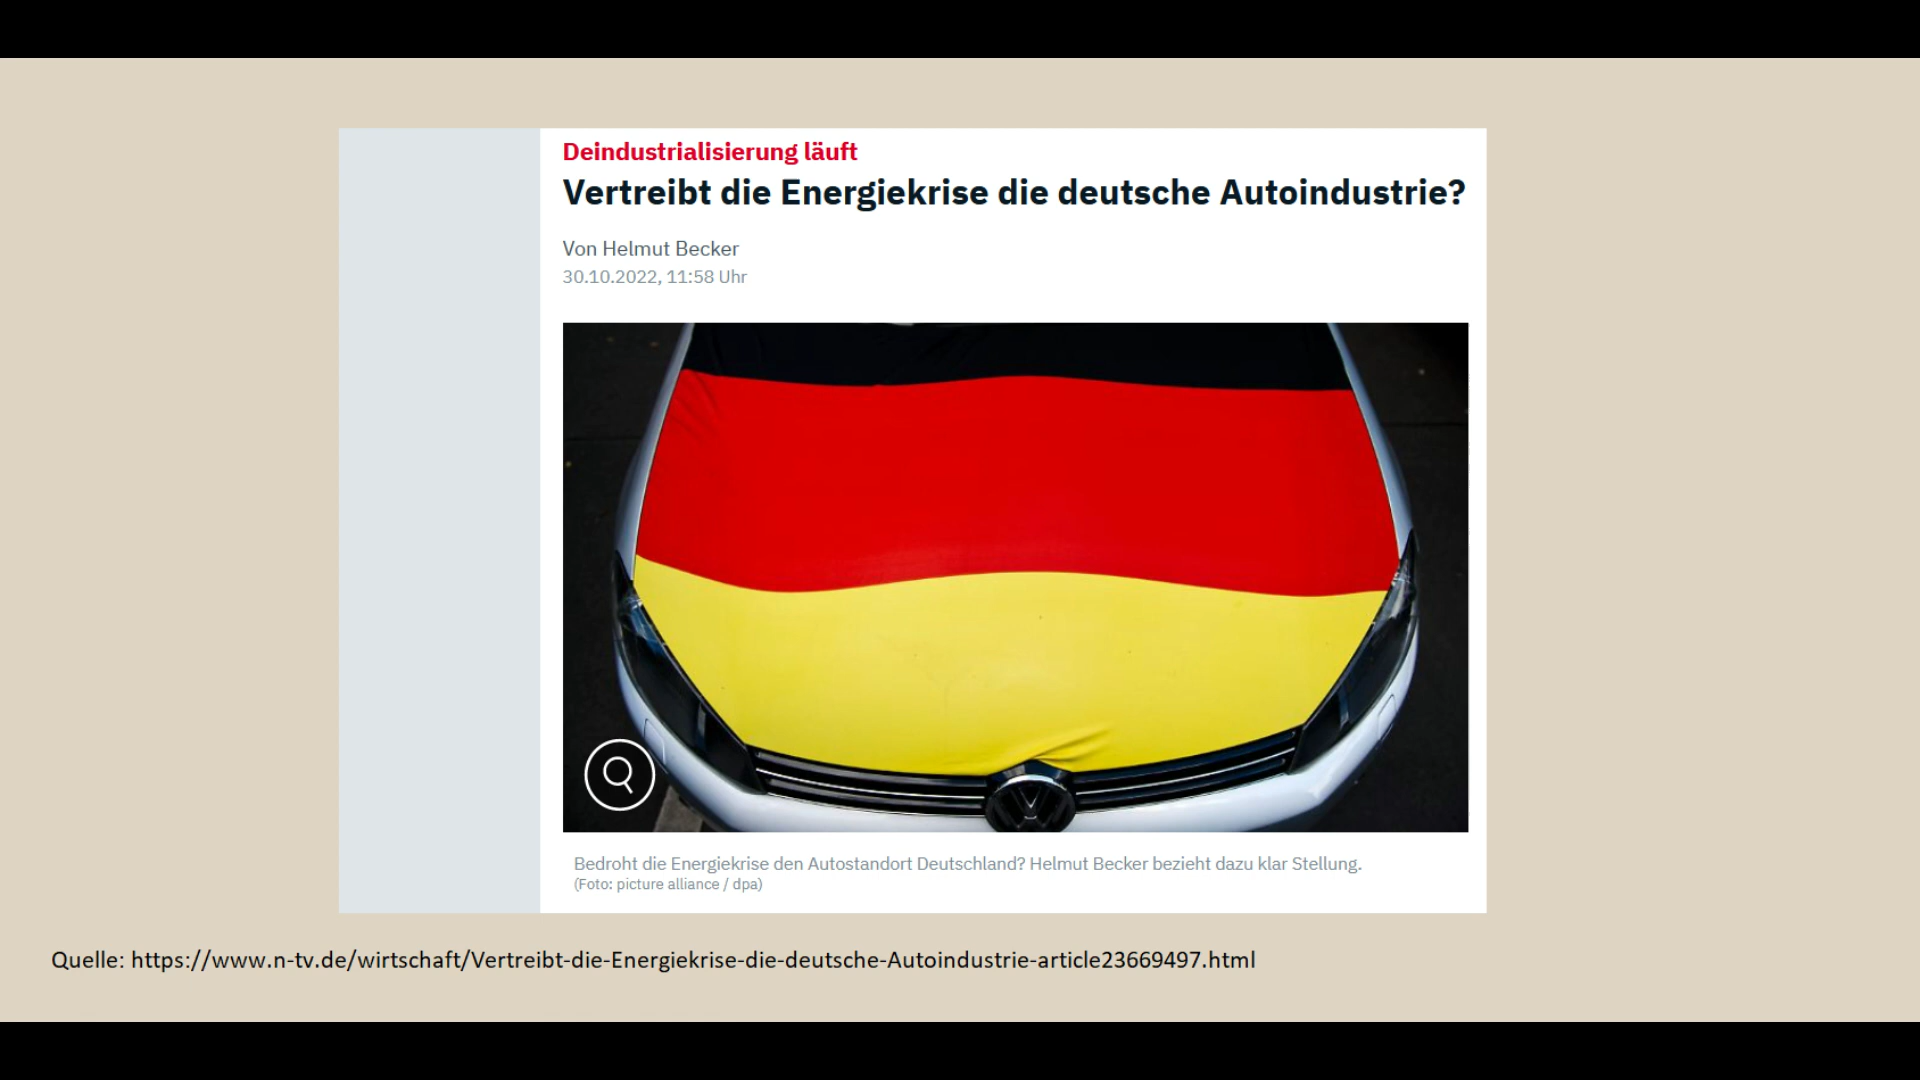 Deindustrialisierung läuft
Vertreibt die Energiekrise die deutsche Autoindustrie?
Von Helmut Becker
30.10.2022, 11:58 Uhr
VW
Bedroht die Energiekrise den Autostandort Deutschland? Helmut Becker bezieht dazu klar Stellung.
(Foto: picture alliance / dpa)
Quelle: https://www.n-tv.de/wirtschaft/Vertreibt-die-Energiekrise-die-deutsche-Autoindustrie-article23669497.html